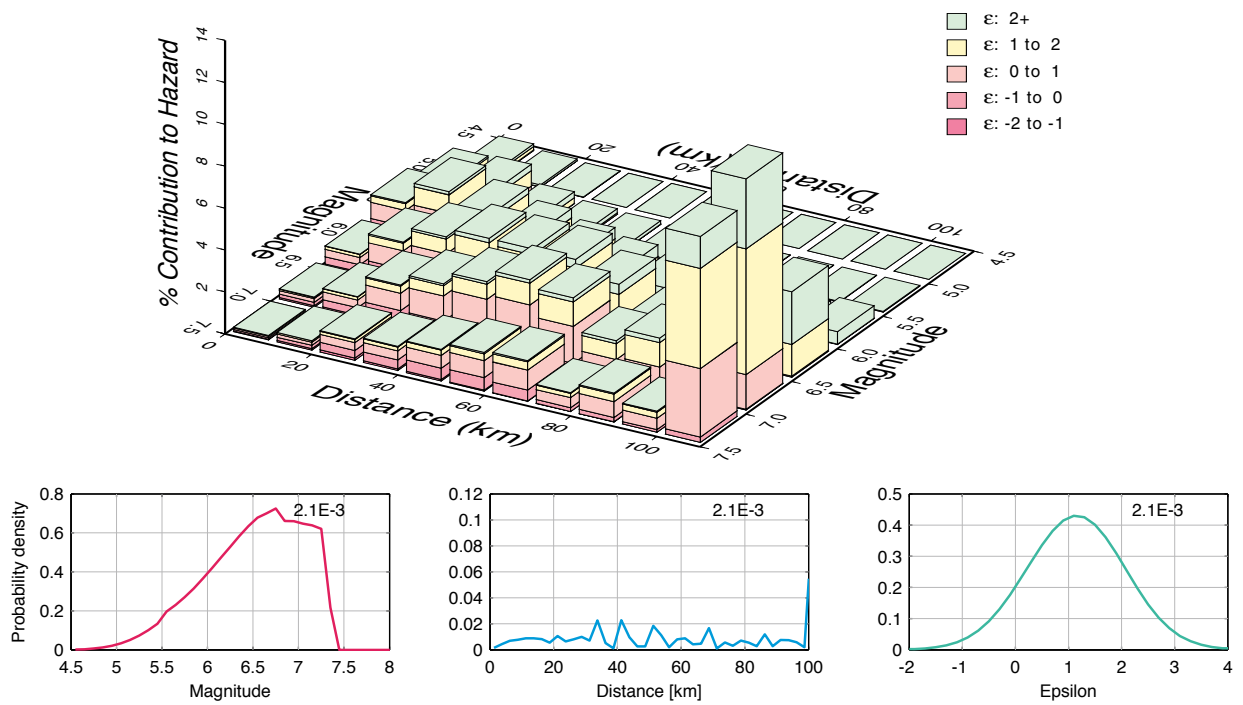 ε: 2+
ε: 1 to 2
ε: 0 to 1
ε: -1 to 0
ε: -2 to -1
% Contribution to Hazard
14
12
10
8
6
4
2
Magnitude
4.5
6.0
6.5
7.0
7.5
0
20
40
80
100
Distance (km)
0
20
40
60
80
100
Magnitude
4.5
5.0
5.5
6.0
6.5
7.0
7.5
Probability density
0.8
0.6
0.4
0.2
0
2.1E-3
4.5 5 5.5 6 6.5 7 7.5 8
Magnitude
0.12
0.1
0.08
0.06
0.04
0.02
0
2.1E-3
0 20 40 60 80 100
Distance [km]
0.5
0.4
0.3
0.2
0.1
0
2.1E-3
-2 -1 0 1 2 3 4
Epsilon